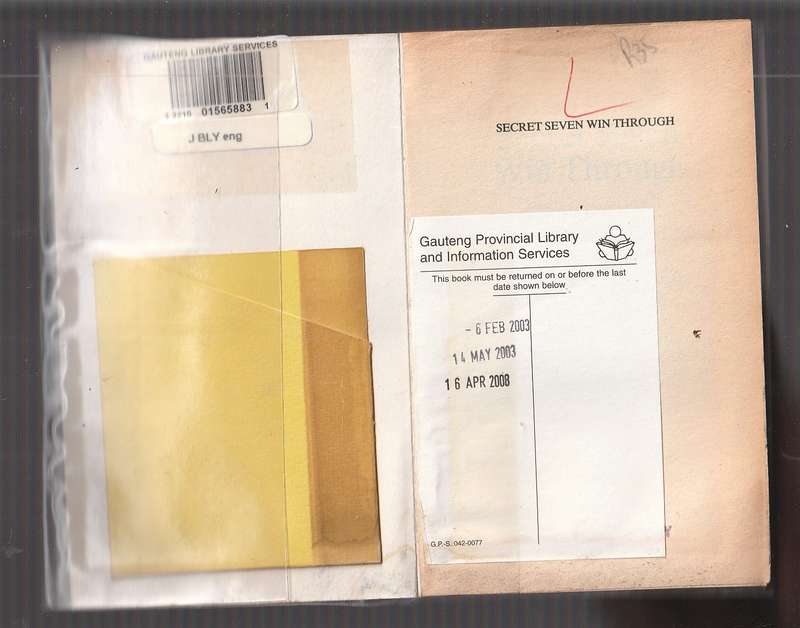 GAUTENG LIBRARY SERVICES
01565883 1
J BLY eng
R35
SECRET SEVEN WIN THROUGH
Win Through
Gauteng Provincial Library
and Information Services
This book must be returned on or before the last
date shown below
- 6 FEB 2003
14 MAY 2003
16 APR 2008
G.P.-S. 042-0077